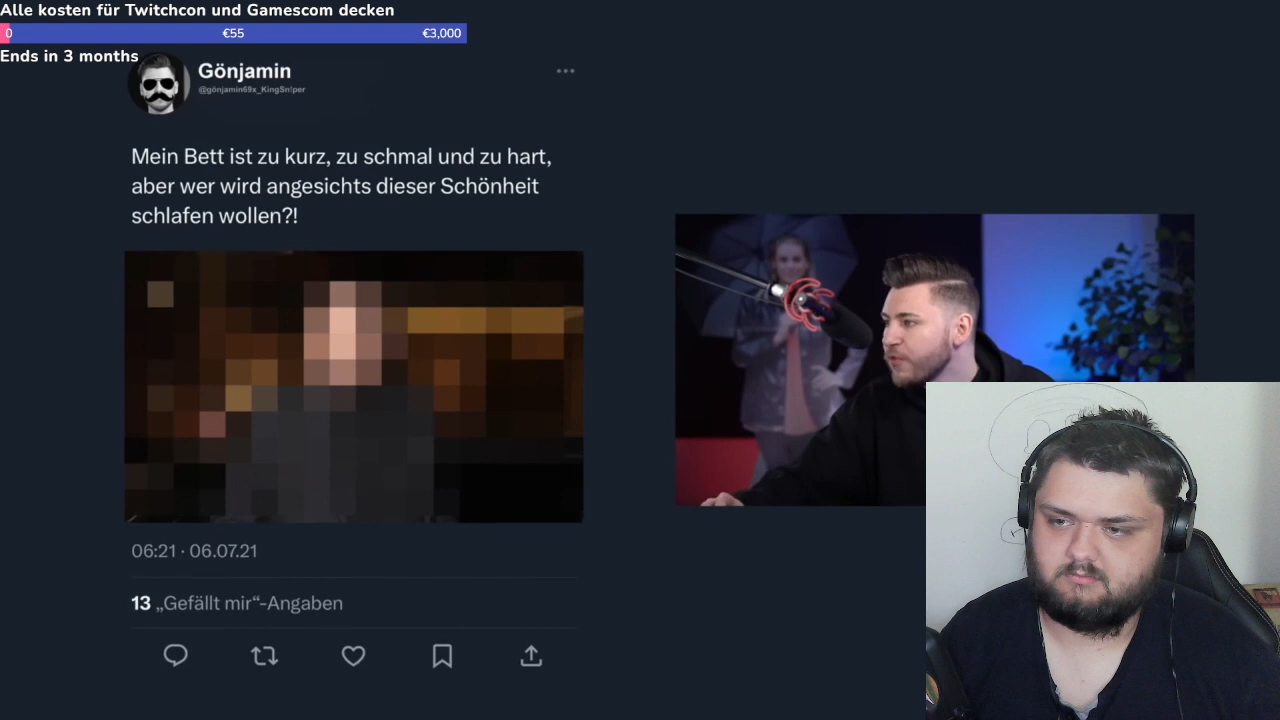 Alle kosten für Twitchcon und Gamescom decken
0 €55 €3,000
Ends in 3 months
Gönjamin
@gönjamin69x_KingSn!per
Mein Bett ist zu kurz, zu schmal und zu hart,
aber wer wird angesichts dieser Schönheit
schlafen wollen?!
06:21 · 06.07.21
13 „Gefällt mir“-Angaben